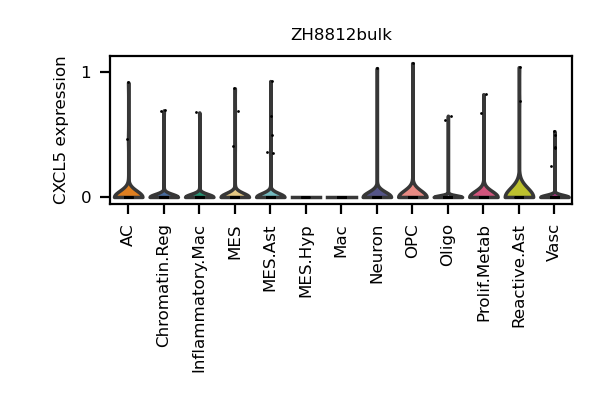 ZH8812bulk
CXCL5 expression
1
0
AC
Chromatin.Reg
Inflammatory.Mac
MES
MES.Ast
MES.Hyp
Mac
Neuron
OPC
Oligo
Prolif.Metab
Reactive.Ast
Vasc